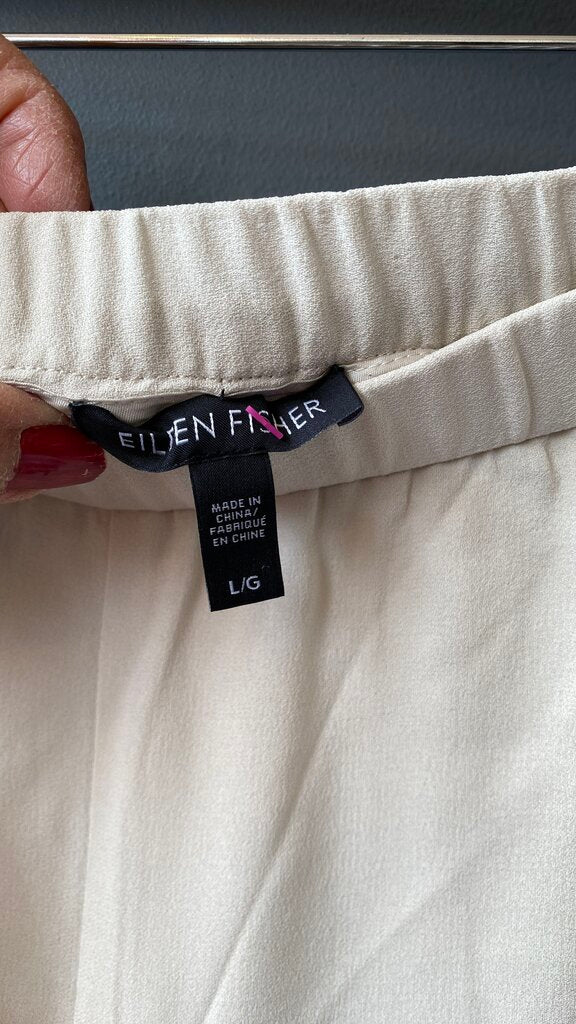 EILEEN FISHER
MADE IN
CHINA/
FABRIQUÉ
EN CHINE
L/G